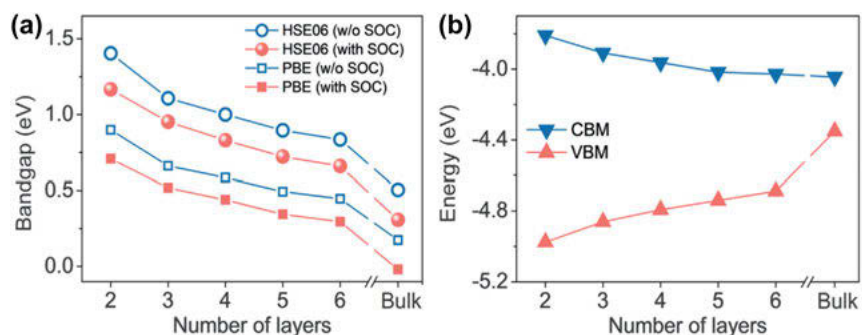 (a)
HSE06 (w/o SOC)
HSE06 (with SOC)
PBE (w/o SOC)
PBE (with SOC)
Bandgap (eV)
1.5
1.0
0.5
0.0
2 3 4 5 6 Bulk
Number of layers
(b)
CBM
VBM
Energy (eV)
-4.0
-4.4
-4.8
-5.2
2 3 4 5 6 Bulk
Number of layers